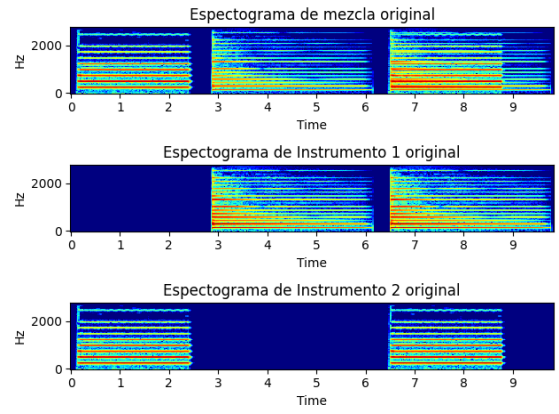 Espectograma de mezcla original
2000
Hz
0
0 1 2 3 4 5 6 7 8 9
Time
Espectograma de Instrumento 1 original
2000
Hz
0
0 1 2 3 4 5 6 7 8 9
Time
Espectograma de Instrumento 2 original
2000
Hz
0
0 1 2 3 4 5 6 7 8 9
Time